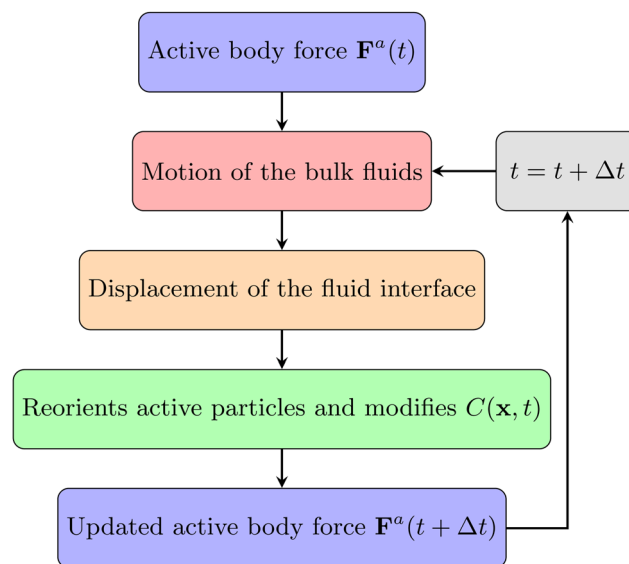 Active body force F^a(t)
Motion of the bulk fluids
t = t + Δt
Displacement of the fluid interface
Reorients active particles and modifies C(x, t)
Updated active body force F^a(t + Δt)